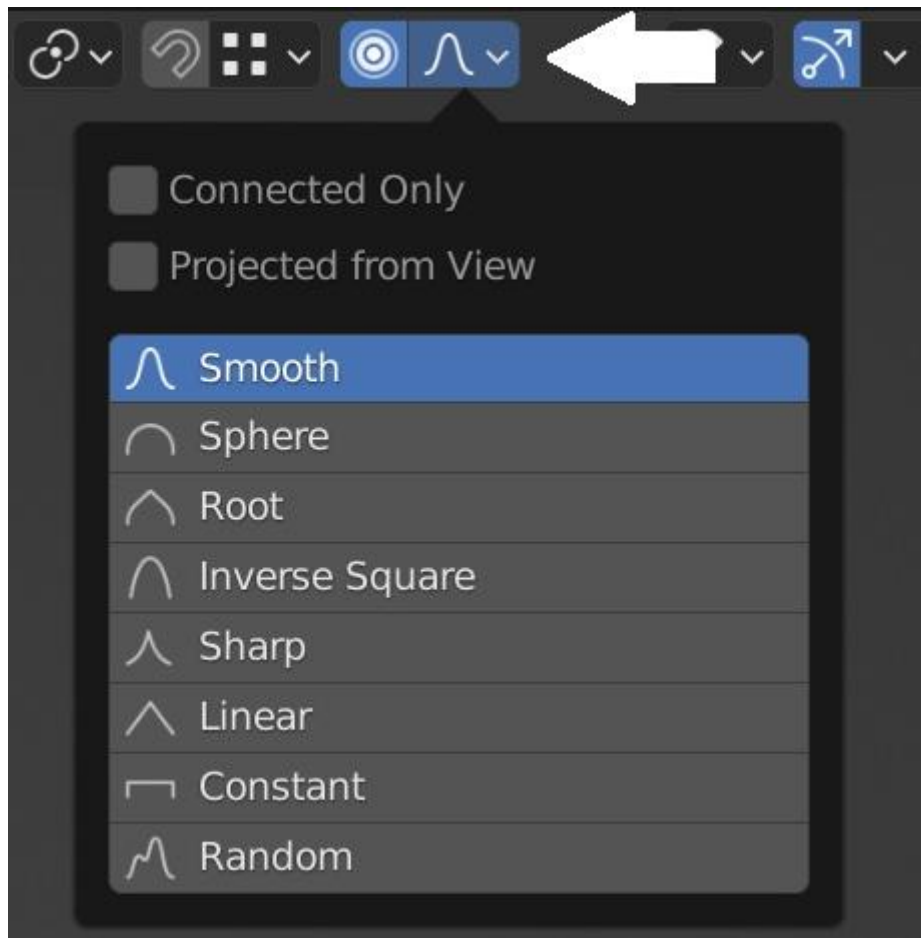 Connected Only
Projected from View
Smooth
Sphere
Root
Inverse Square
Sharp
Linear
Constant
Random